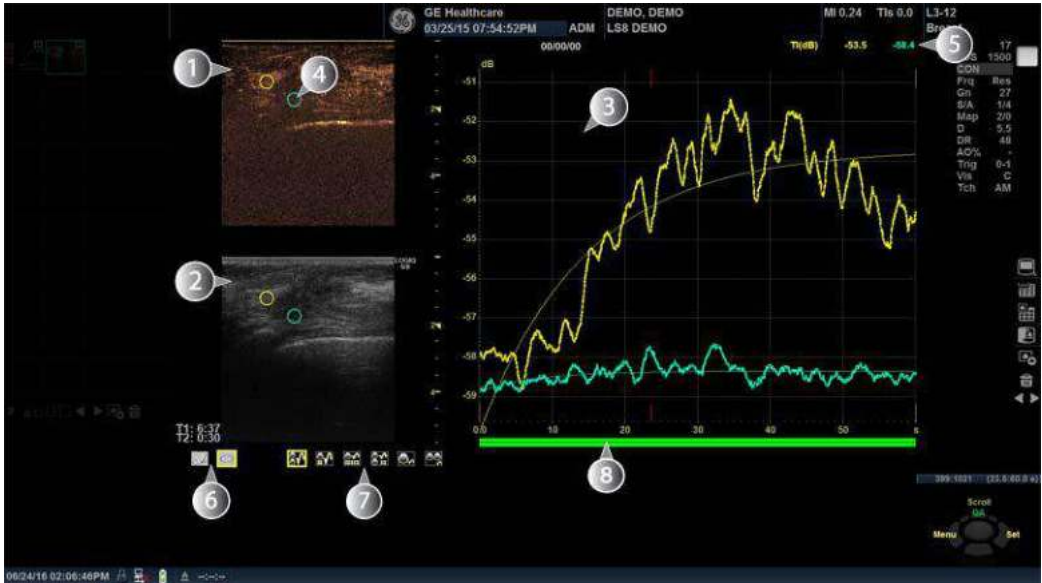 GE Healthcare
03/25/15 07:54:52PM ADM
DEMO, DEMO
LS8 DEMO
MI 0.24 TIs 0.0
L3-12
00/00/00
TI(dB) -53.5 -58.4
5
17
1500
CON
Frq Res
Gn 27
S/A 1/4
Map 2/0
D 5.5
DR 48
AO% -
Trig 0-1
Vis C
Tch AM
1
4
2
3
dB
-51
-52
-53
-55
-56
-57
-58
-59
0.0 10 20 30 40 50 s
T1: 6:37
T2: 0:30
6
7
8
Scroll
Menu Set
06/24/16 02:06:46PM